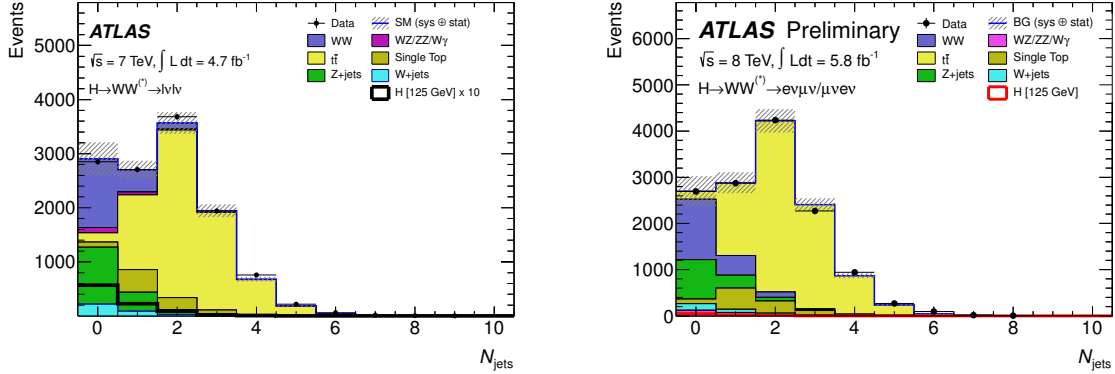 Events
ATLAS
√s = 7 TeV, ∫ L dt = 4.7 fb⁻¹
H→WW⁽*⁾→lνlν
Data
SM (sys ⊕ stat)
WW
WZ/ZZ/Wγ
tt̄
Single Top
Z+jets
W+jets
H [125 GeV] x 10
5000
4000
3000
2000
1000
0 2 4 6 8 10
N_jets
Events
ATLAS Preliminary
√s = 8 TeV, ∫ Ldt = 5.8 fb⁻¹
H→WW⁽*⁾→eνμν/μνeν
Data
BG (sys ⊕ stat)
WW
WZ/ZZ/Wγ
tt̄
Single Top
Z+jets
W+jets
H [125 GeV]
6000
5000
4000
3000
2000
1000
0
0 2 4 6 8 10
N_jets